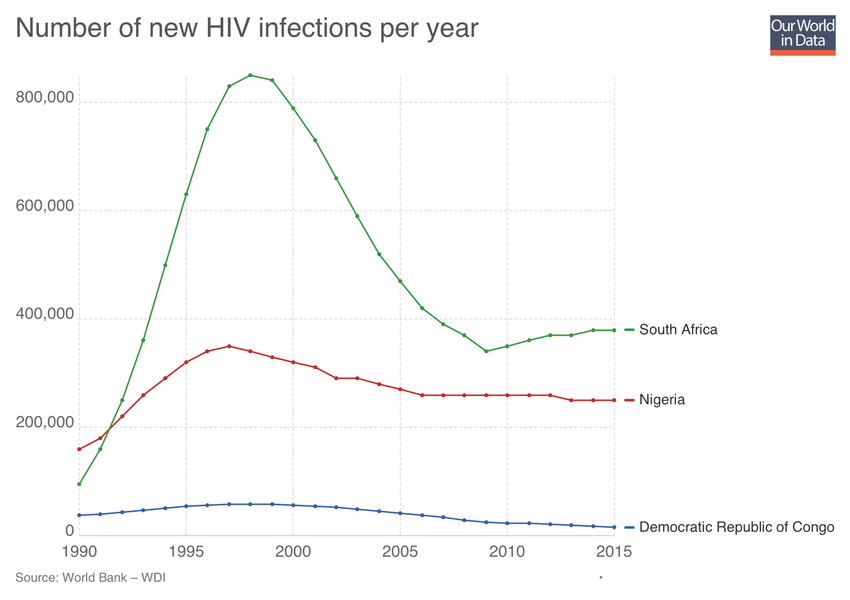 Number of new HIV infections per year
Our World
in Data
800,000
600,000
400,000
200,000
0
1990 1995 2000 2005 2010 2015
South Africa
Nigeria
Democratic Republic of Congo
Source: World Bank – WDI